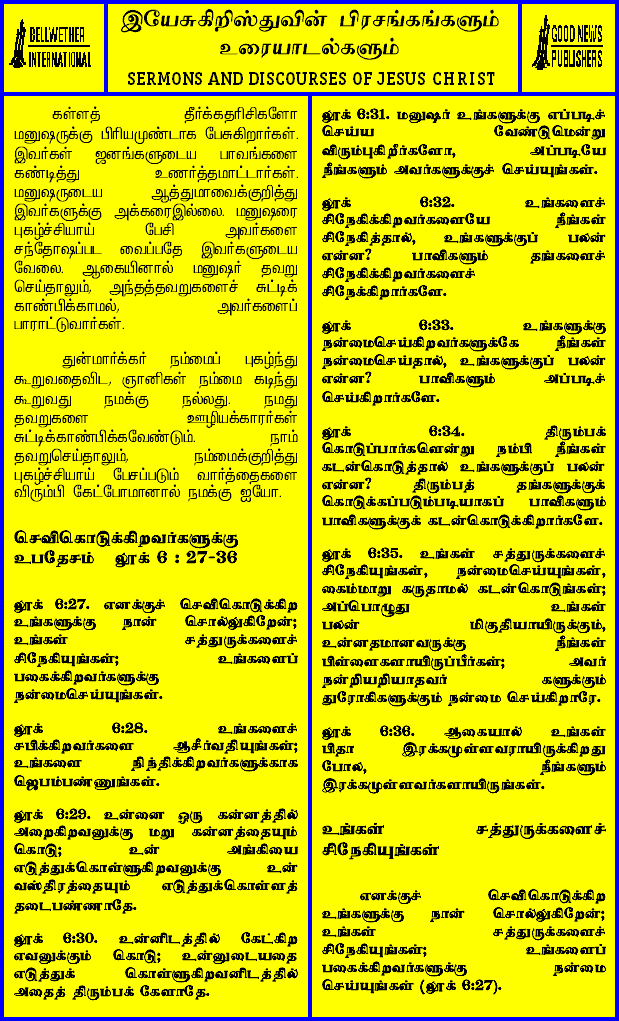 BELLWETHER
INTERNATIONAL
இயேசுகிறிஸ்துவின் பிரசங்கங்களும்
உரையாடல்களும்
SERMONS AND DISCOURSES OF JESUS CHRIST
GOOD NEWS
PUBLISHERS
கள்ளத் தீர்க்கதரிசிகளோ
மனுஷருக்கு பிரியமுண்டாக பேசுகிறார்கள்.
இவர்கள் ஜனங்களுடைய பாவங்களை
கண்டித்து உணர்த்தமாட்டார்கள்.
மனுஷருடைய ஆத்துமாவைக்குறித்து
இவர்களுக்கு அக்கரைஇல்லை. மனுஷரை
புகழ்ச்சியாய் பேசி அவர்களை
சந்தோஷப்பட வைப்பதே இவர்களுடைய
வேலை. ஆகையினால் மனுஷர் தவறு
செய்தாலும், அந்தத்தவறுகளைச் சுட்டிக்
காண்பிக்காமல், அவர்களைப்
பாராட்டுவார்கள்.
துன்மார்க்கர் நம்மைப் புகழ்ந்து
கூறுவதைவிட, ஞானிகள் நம்மை கடிந்து
கூறுவது நமக்கு நல்லது. நமது
தவறுகளை ஊழியக்காரர்கள்
சுட்டிக்காண்பிக்கவேண்டும். நாம்
தவறுசெய்தாலும், நம்மைக்குறித்து
புகழ்ச்சியாய் பேசப்படும் வார்த்தைகளை
விரும்பி கேட்போமானால் நமக்கு ஐயோ.
செவிகொடுக்கிறவர்களுக்கு
உபதேசம் லூக் 6 : 27-36
லூக் 6:27. எனக்குச் செவிகொடுக்கிற
உங்களுக்கு நான் சொல்லுகிறேன்;
உங்கள் சத்துருக்களைச்
சிநேகியுங்கள்; உங்களைப்
பகைக்கிறவர்களுக்கு
நன்மைசெய்யுங்கள்.
லூக் 6:28. உங்களைச்
சபிக்கிறவர்களை ஆசீர்வதியுங்கள்;
உங்களை நிந்திக்கிறவர்களுக்காக
ஜெபம்பண்ணுங்கள்.
லூக் 6:29. உன்னை ஒரு கன்னத்தில்
அறைகிறவனுக்கு மறு கன்னத்தையும்
கொடு; உன் அங்கியை
எடுத்துக்கொள்ளுகிறவனுக்கு உன்
வஸ்திரத்தையும் எடுத்துக்கொள்ளத்
தடைபண்ணாதே.
லூக் 6:30. உன்னிடத்தில் கேட்கிற
எவனுக்கும் கொடு; உன்னுடையதை
எடுத்துக் கொள்ளுகிறவனிடத்தில்
அதைத் திரும்பக் கேளாதே.
லூக் 6:31. மனுஷர் உங்களுக்கு எப்படிச்
செய்ய வேண்டுமென்று
விரும்புகிறீர்களோ, அப்படியே
நீங்களும் அவர்களுக்குச் செய்யுங்கள்.
லூக் 6:32. உங்களைச்
சிநேகிக்கிறவர்களையே நீங்கள்
சிநேகித்தால், உங்களுக்குப் பலன்
என்ன? பாவிகளும் தங்களைச்
சிநேகிக்கிறவர்களைச்
சிநேக்கிறார்களே.
லூக் 6:33. உங்களுக்கு
நன்மைசெய்கிறவர்களுக்கே நீங்கள்
நன்மைசெய்தால், உங்களுக்குப் பலன்
என்ன? பாவிகளும் அப்படிச்
செய்கிறார்களே.
லூக் 6:34. திரும்பக்
கொடுப்பார்களென்று நம்பி நீங்கள்
கடன்கொடுத்தால் உங்களுக்குப் பலன்
என்ன? திரும்பத் தங்களுக்குக்
கொடுக்கப்படும்படியாகப் பாவிகளும்
பாவிகளுக்குக் கடன்கொடுக்கிறார்களே.
லூக் 6:35. உங்கள் சத்துருக்களைச்
சிநேகியுங்கள், நன்மைசெய்யுங்கள்,
கைம்மாறு கருதாமல் கடன்கொடுங்கள்;
அப்பொழுது உங்கள்
பலன் மிகுதியாயிருக்கும்,
உன்னதமானவருக்கு நீங்கள்
பிள்ளைகளாயிருப்பீர்கள்; அவர்
நன்றியறியாதவர் களுக்கும்
துரோகிகளுக்கும் நன்மை செய்கிறாரே.
லூக் 6:36. ஆகையால் உங்கள்
பிதா இரக்கமுள்ளவராயிருக்கிறது
போல, நீங்களும்
இரக்கமுள்ளவர்களாயிருங்கள்.
உங்கள் சத்துருக்களைச்
சிநேகியுங்கள்
எனக்குச் செவிகொடுக்கிற
உங்களுக்கு நான் சொல்லுகிறேன்;
உங்கள் சத்துருக்களைச்
சிநேகியுங்கள்; உங்களைப்
பகைக்கிறவர்களுக்கு நன்மை
செய்யுங்கள் (லூக் 6:27).